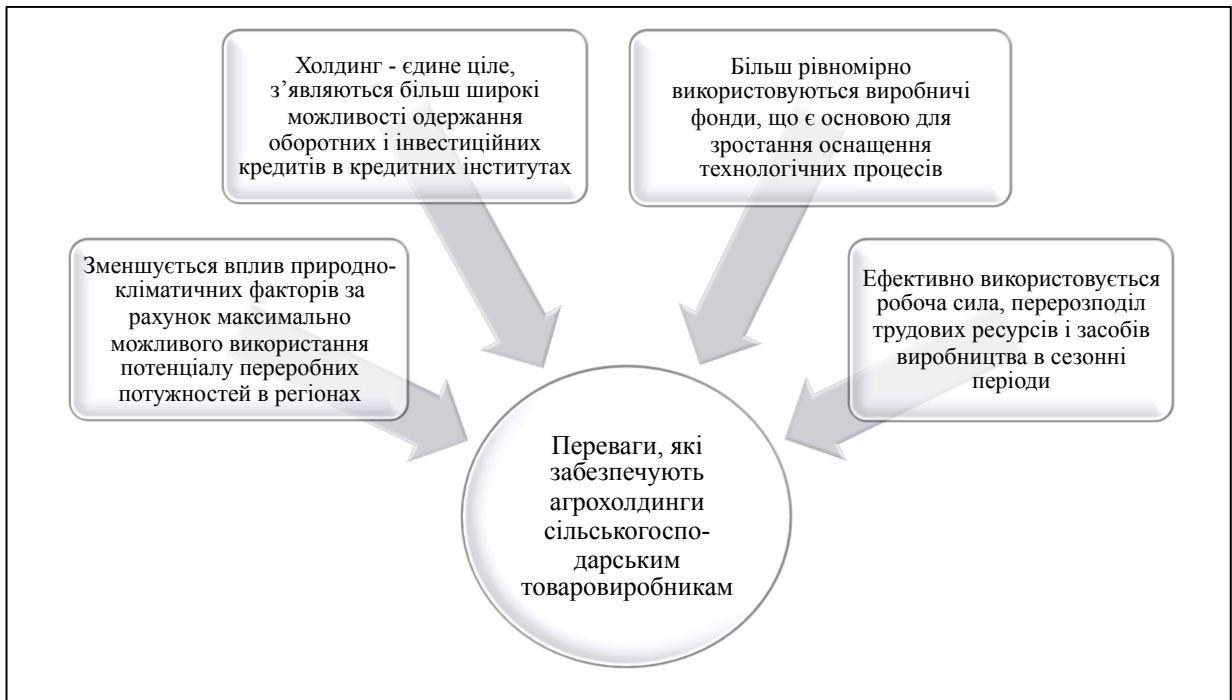 Холдинг - єдине ціле,
з’являються більш широкі
можливості одержання
оборотних і інвестиційних
кредитів в кредитних інститутах
Більш рівномірно
використовуються виробничі
фонди, що є основою для
зростання оснащення
технологічних процесів
Зменшується вплив природно-
кліматичних факторів за
рахунок максимально
можливого використання
потенціалу переробних
потужностей в регіонах
Ефективно використовується
робоча сила, перерозподіл
трудових ресурсів і засобів
виробництва в сезонні
періоди
Переваги, які
забезпечують
агрохолдинги
сільськогоспо-
дарським
товаровиробникам